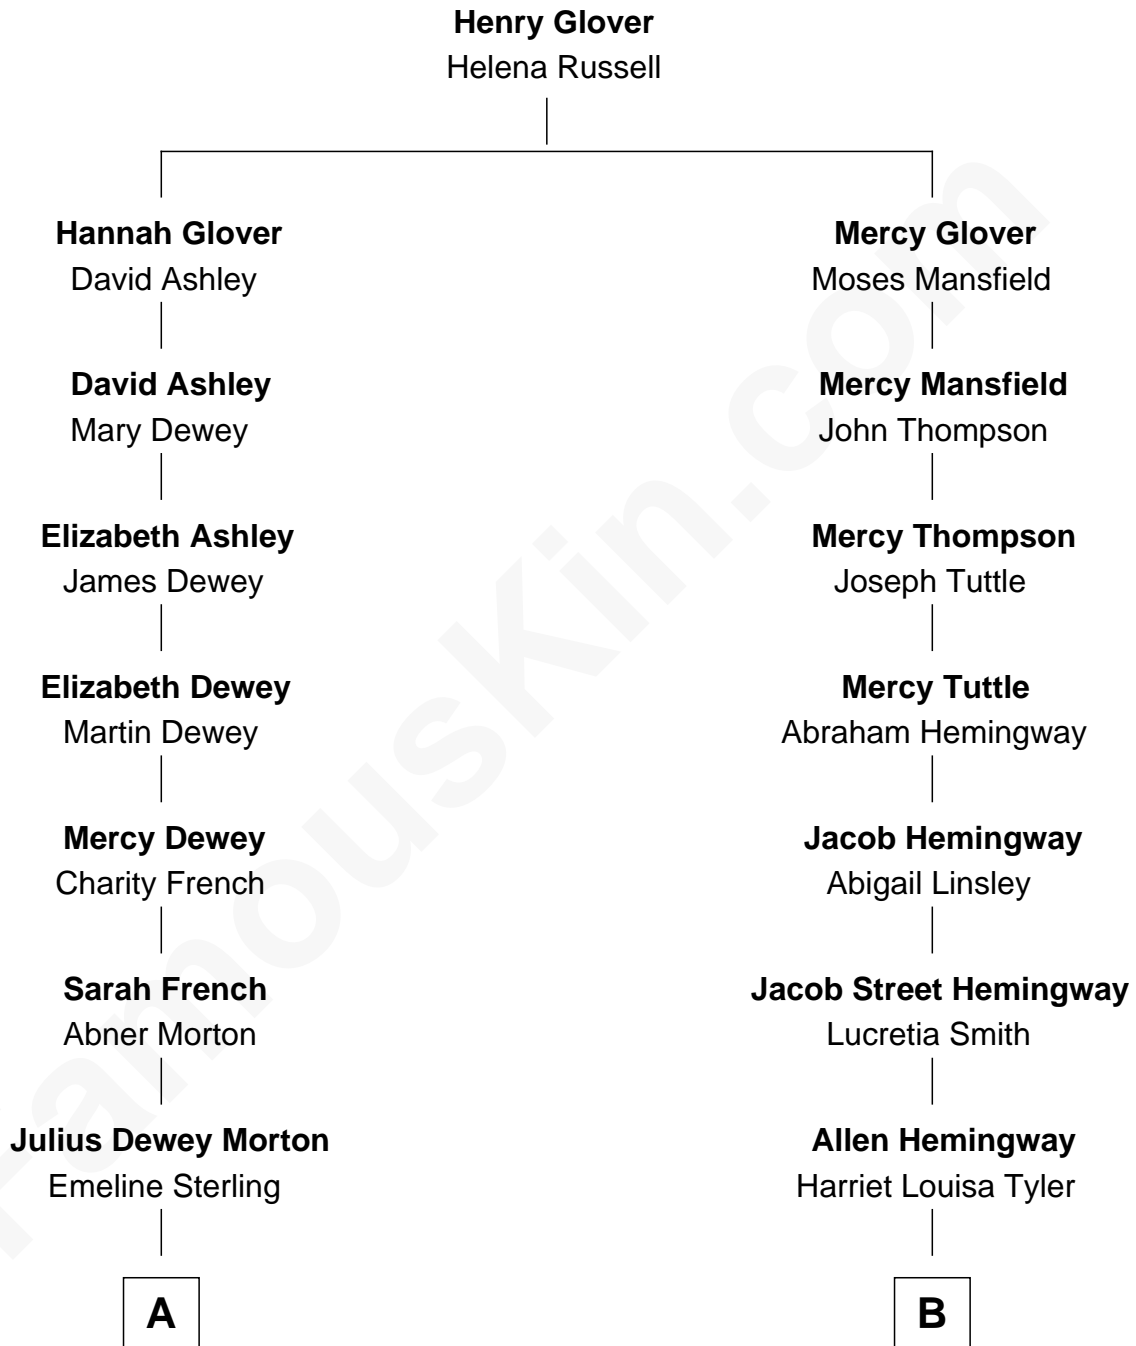 Henry Glover
Helena Russell
Hannah Glover
David Ashley
Mercy Glover
Moses Mansfield
David Ashley
Mary Dewey
Mercy Mansfield
John Thompson
Elizabeth Ashley
James Dewey
Mercy Thompson
Joseph Tuttle
Elizabeth Dewey
Martin Dewey
Mercy Tuttle
Abraham Hemingway
Mercy Dewey
Charity French
Jacob Hemingway
Abigail Linsley
Sarah French
Abner Morton
Jacob Street Hemingway
Lucretia Smith
Julius Dewey Morton
Emeline Sterling
Allen Hemingway
Harriet Louisa Tyler
A
B
FamousKin.com